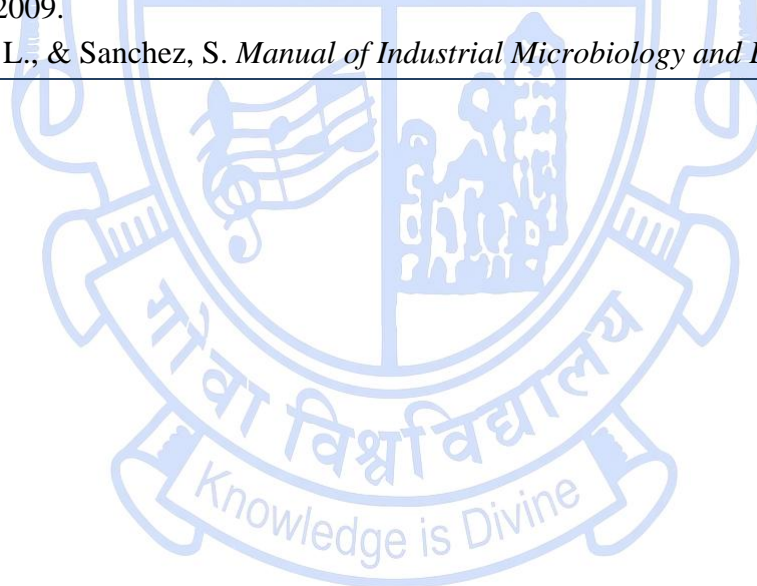 2009.
L., & Sanchez, S. Manual of Industrial Microbiology and
गोंवा विश्वविद्यालय
Knowledge is Divine